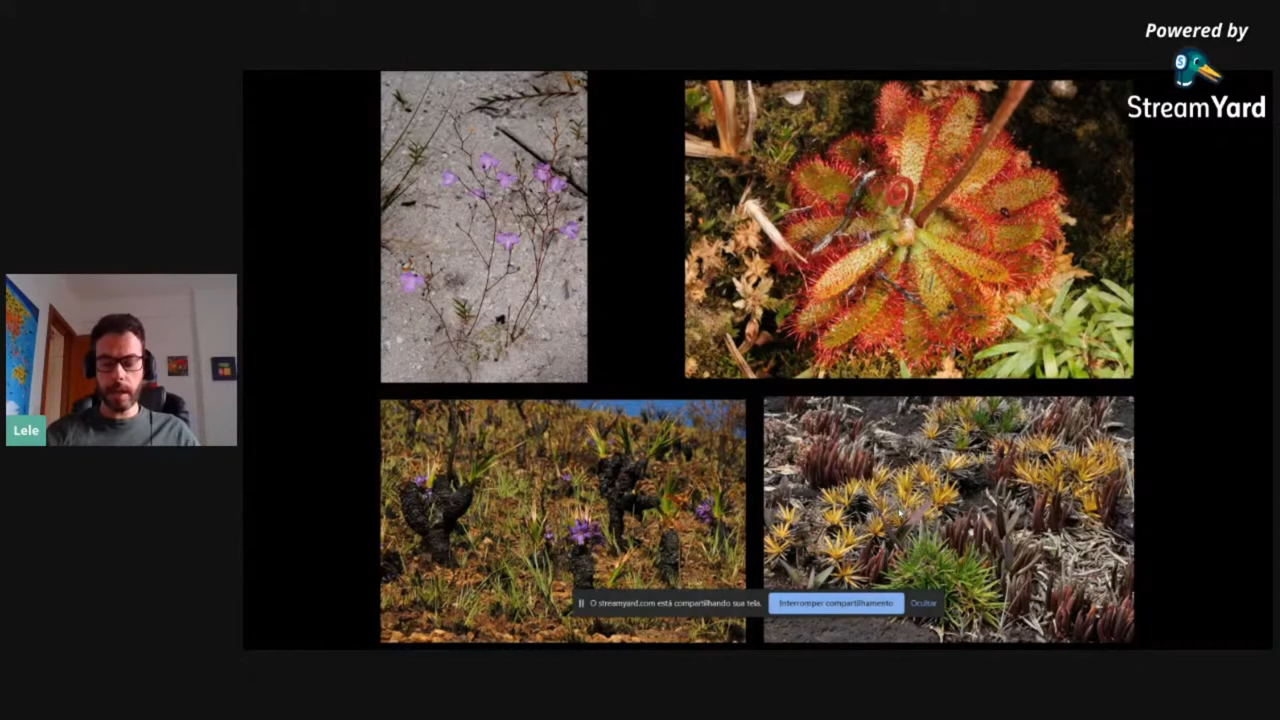 Powered by
StreamYard
Lele
O streamyard.com está compartilhando sua tela.
Interromper compartilhamento
Ocultar